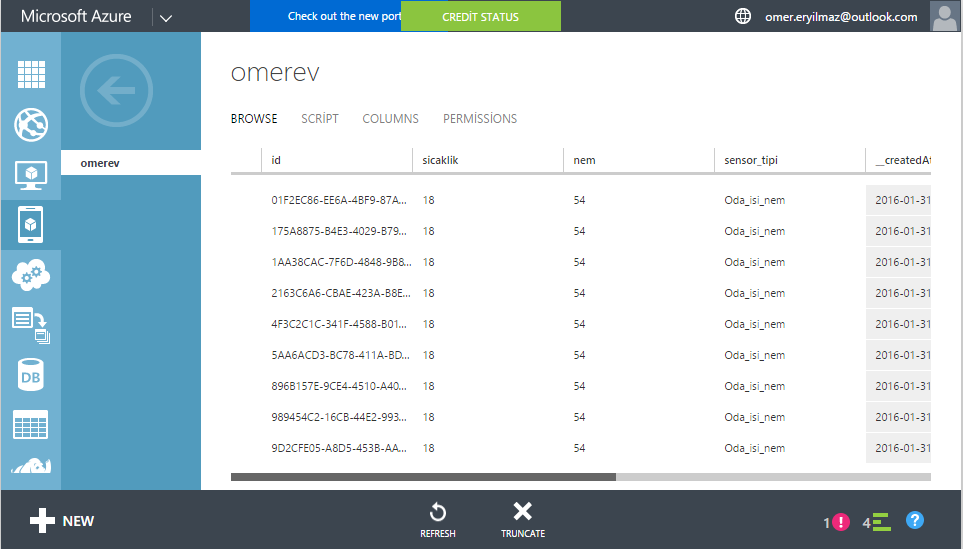 Microsoft Azure
Check out the new port
CREDİT STATUS
omer.eryilmaz@outlook.com
omerev
omerev
BROWSE SCRİPT COLUMNS PERMİSSİONS
id sicaklik nem sensor_tipi __createdAt
01F2EC86-EE6A-4BF9-87A... 18 54 Oda_isi_nem 2016-01-31
175A8875-B4E3-4029-B79... 18 54 Oda_isi_nem 2016-01-31
1AA38CAC-7F6D-4848-9B8... 18 54 Oda_isi_nem 2016-01-31
2163C6A6-CBAE-423A-B8E... 18 54 Oda_isi_nem 2016-01-31
4F3C2C1C-341F-4588-B01... 18 54 Oda_isi_nem 2016-01-31
5AA6ACD3-BC78-411A-BD... 18 54 Oda_isi_nem 2016-01-31
896B157E-9CE4-4510-A40... 18 54 Oda_isi_nem 2016-01-31
989454C2-16CB-44E2-993... 18 54 Oda_isi_nem 2016-01-31
9D2CFE05-A8D5-453B-AA... 18 54 Oda_isi_nem 2016-01-31
DB
NEW
REFRESH
TRUNCATE
1 ! 4 ?